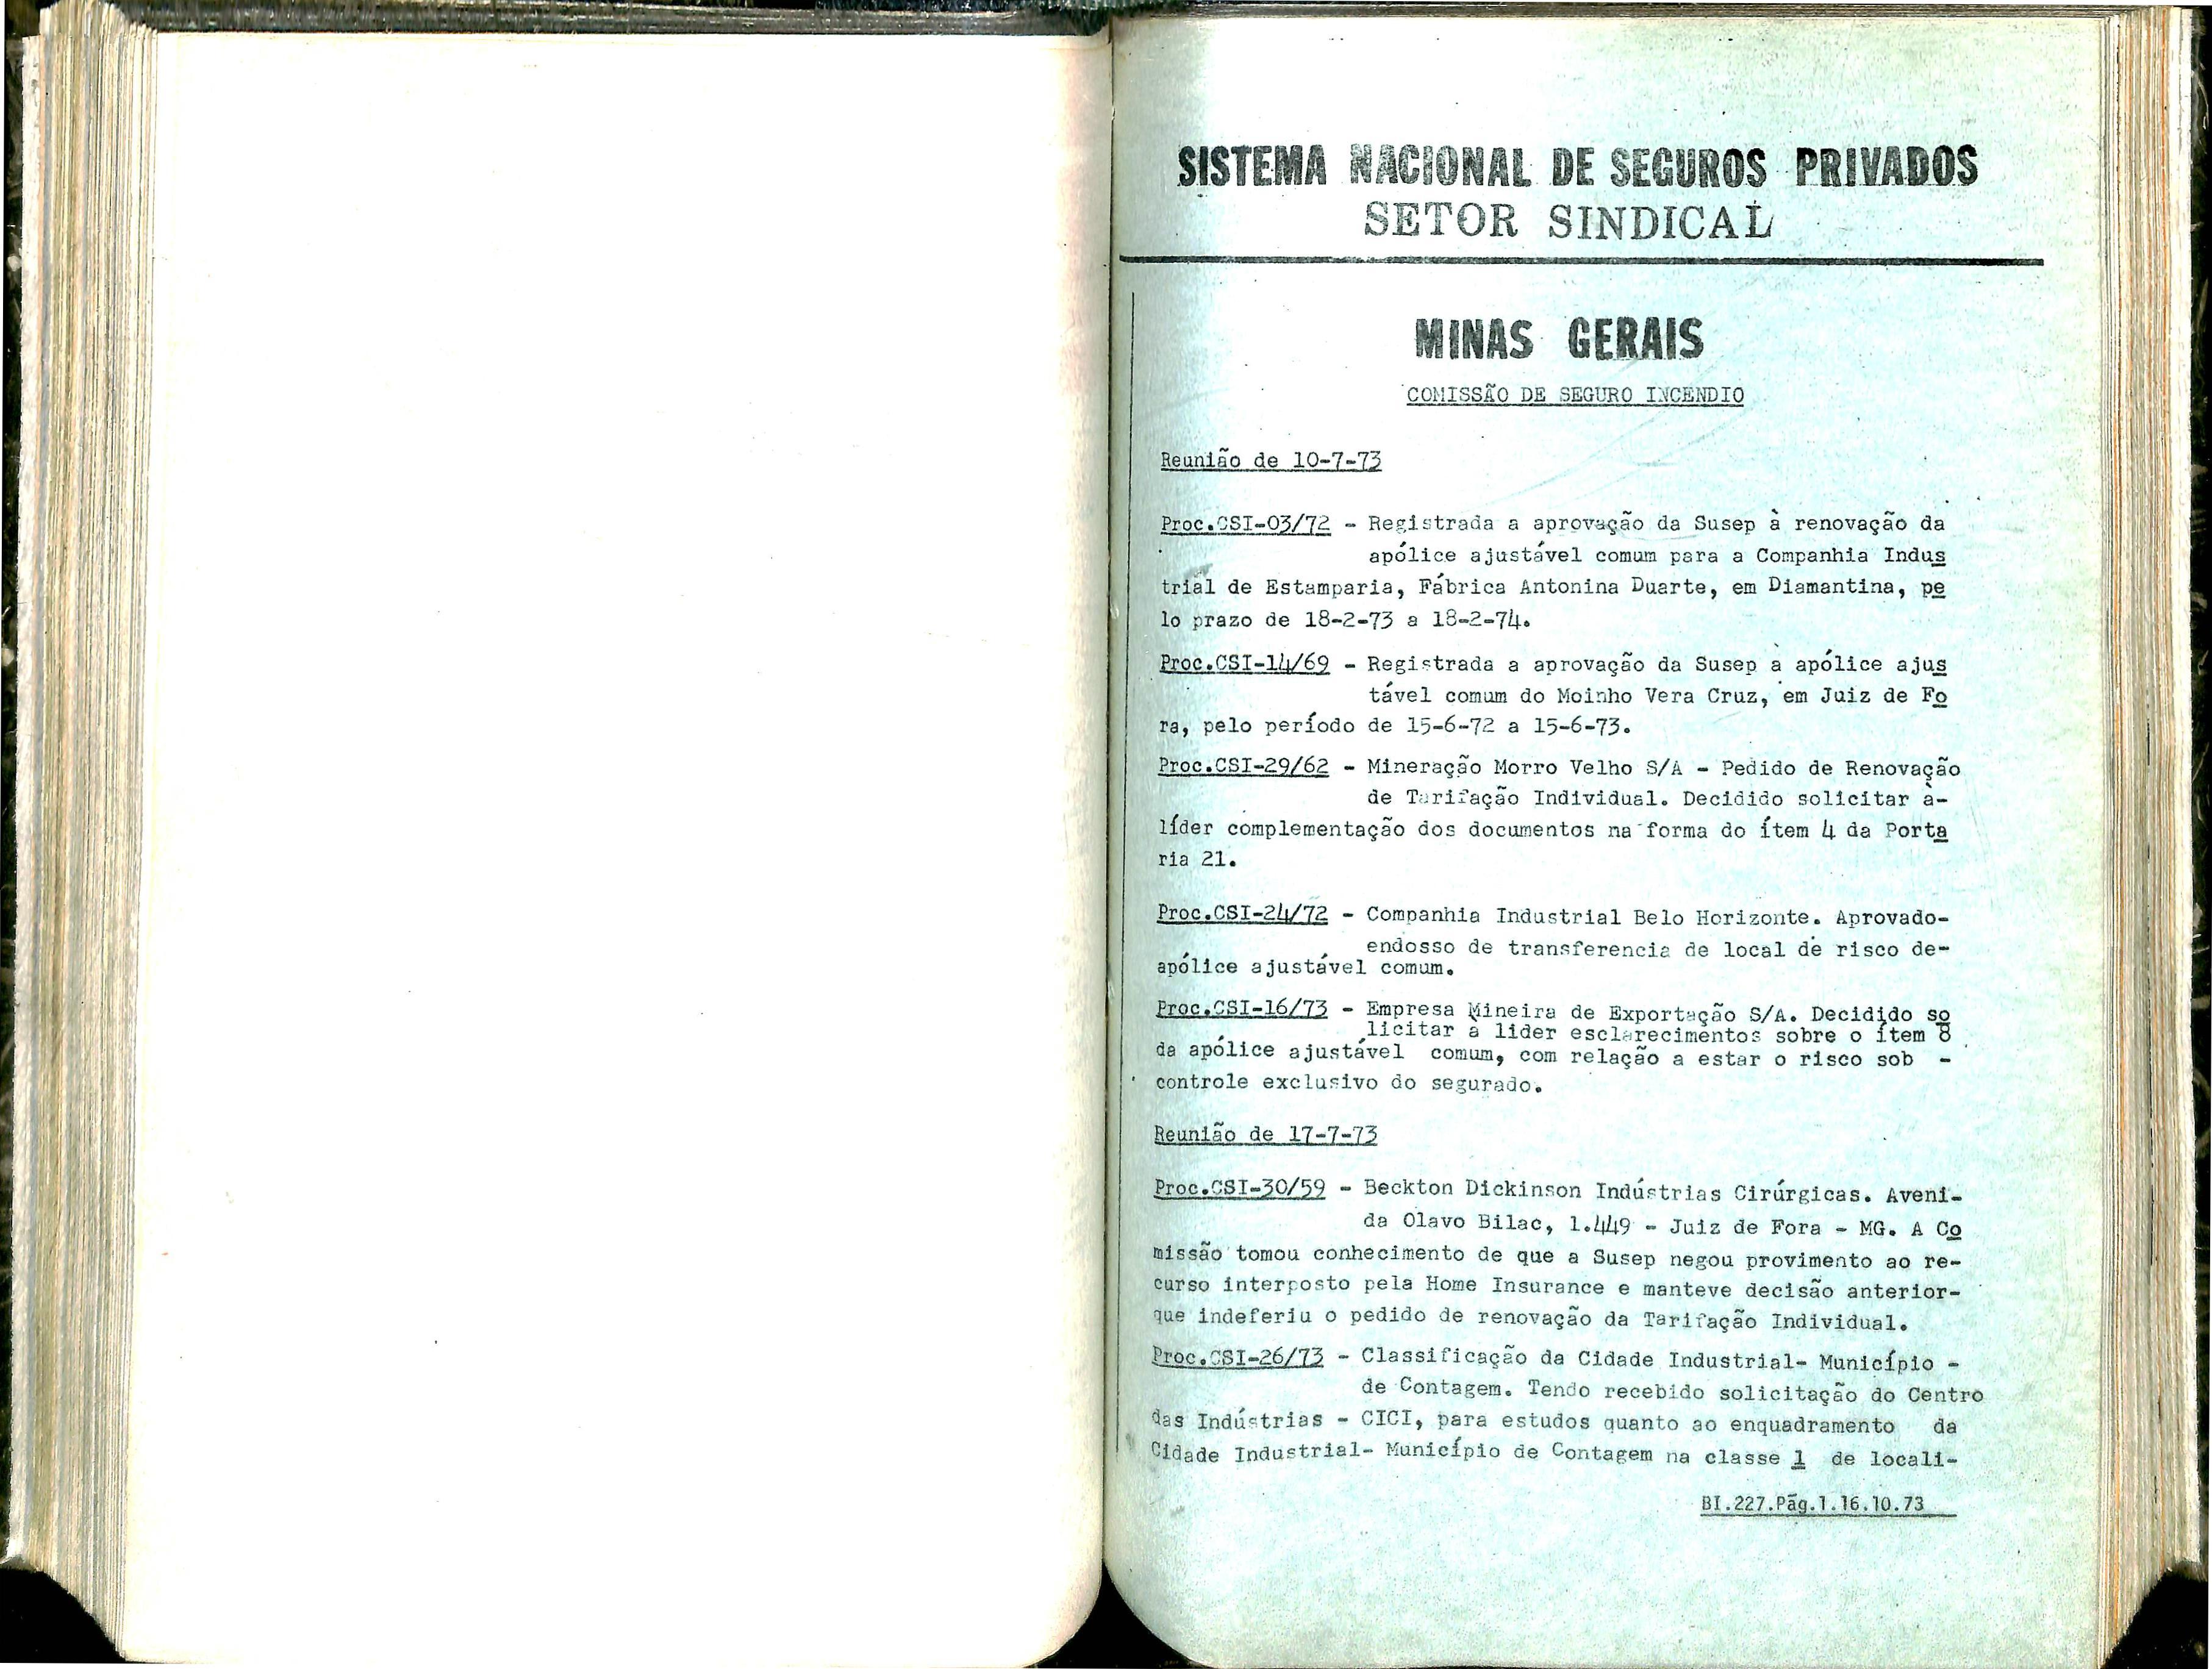 SISTEMA NACIONAL DE SEGUROS PRIVADOS
SETOR SINDICAL
MINAS GERAIS
COMISSÃO DE SEGURO INCENDIO
Reunião de 10-7-73
Proc.CSI-03/72 - Registrada a aprovação da Susep à renovação da
apólice ajustável comum para a Companhia Indus
trial de Estamparia, Fábrica Antonina Duarte, em Diamantina, pe
lo prazo de 18-2-73 a 18-2-74.
Proc.CSI-14/69 - Registrada a aprovação da Susep à apólice ajus
tável comum do Moinho Vera Cruz, em Juiz de Fo
ra, pelo período de 15-6-72 a 15-6-73.
Proc.CSI-29/62 - Mineração Morro Velho S/A - Pedido de Renovação
de Tarifação Individual. Decidido solicitar à-
líder complementação dos documentos na forma do ítem 4 da Porta
ria 21.
Proc.CSI-24/72 - Companhia Industrial Belo Horizonte. Aprovado-
endosso de transferencia de local de risco de-
apólice ajustável comum.
Proc.CSI-16/73 - Empresa Mineira de Exportação S/A. Decidido so
licitar à lider esclarecimentos sobre o ítem 8
da apólice ajustável comum, com relação a estar o risco sob -
controle exclusivo do segurado.
Reunião de 17-7-73
Proc.CSI-30/59 - Beckton Dickinson Indústrias Cirúrgicas. Aveni-
da Olavo Bilac, 1.449 - Juiz de Fora - MG. A Co
missão tomou conhecimento de que a Susep negou provimento ao re-
curso interposto pela Home Insurance e manteve decisão anterior-
que indeferiu o pedido de renovação da Tarifação Individual.
Proc.CSI-26/73 - Classificação da Cidade Industrial- Município -
de Contagem. Tendo recebido solicitação do Centro
das Indústrias - CICI, para estudos quanto ao enquadramento da
Cidade Industrial- Município de Contagem na classe 1 de locali-
BI.227.Pág.1.16.10.73